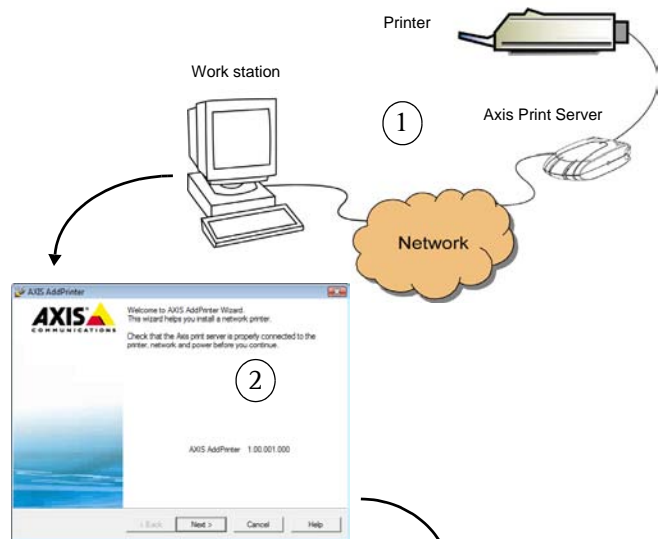 Printer
Work station
1
Axis Print Server
Network
AXIS AddPrinter
AXIS
COMMUNICATIONS
Welcome to AXIS AddPrinter Wizard.
This wizard helps you install a network printer.
Check that the Axis print server is properly connected to the
printer, network and power before you continue.
2
AXIS AddPrinter 1.00.001.000
< Back Next > Cancel Help